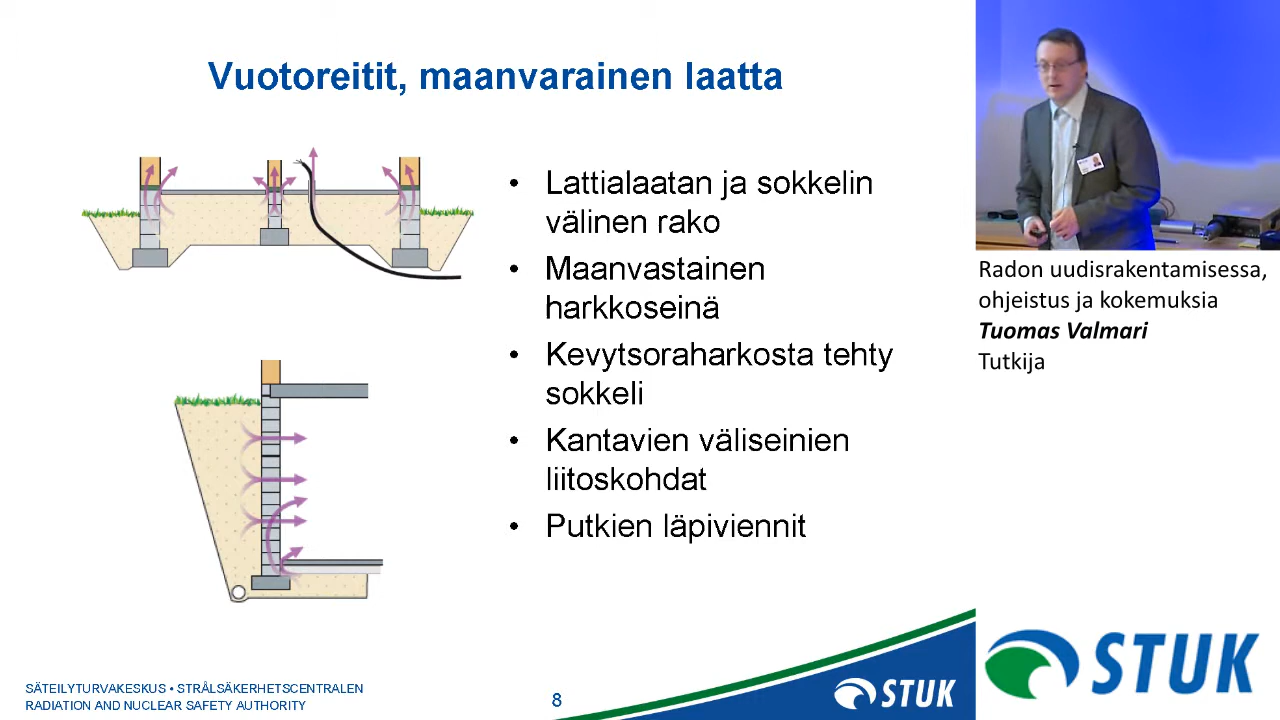 Vuotoreitit, maanvarainen laatta
• Lattialaatan ja sokkelin
välinen rako
• Maanvastainen
harkkoseinä
• Kevytsoraharkosta tehty
sokkeli
• Kantavien väliseinien
liitoskohdat
• Putkien läpiviennit
Radon uudisrakentamisessa,
ohjeistus ja kokemuksia
Tuomas Valmari
Tutkija
SÄTEILYTURVAKESKUS • STRÅLSÄKERHETSCENTRALEN
RADIATION AND NUCLEAR SAFETY AUTHORITY
8
STUK
STUK